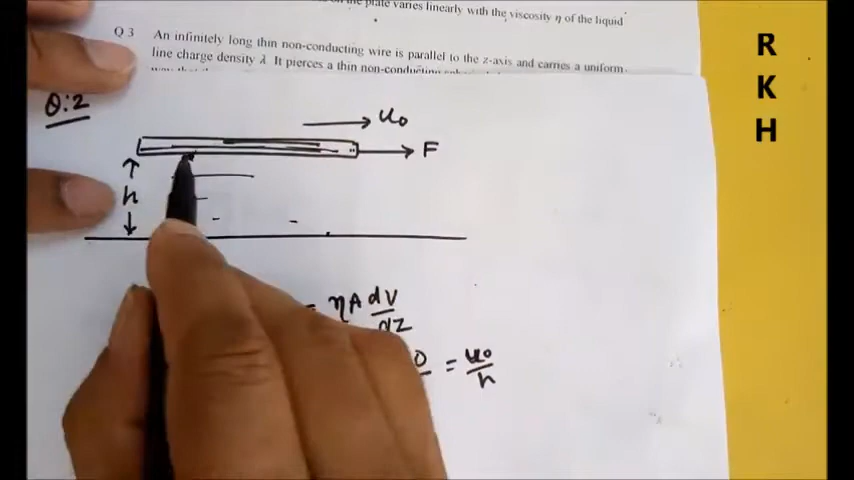 the plate varies linearly with the viscosity η of the liquid
Q 3 An infinitely long thin non-conducting wire is parallel to the z-axis and carries a uniform
line charge density λ. It pierces a thin non-conducting
R
K
H
Q:2
u₀
F
h
= ηA dV/dz
= u₀/h